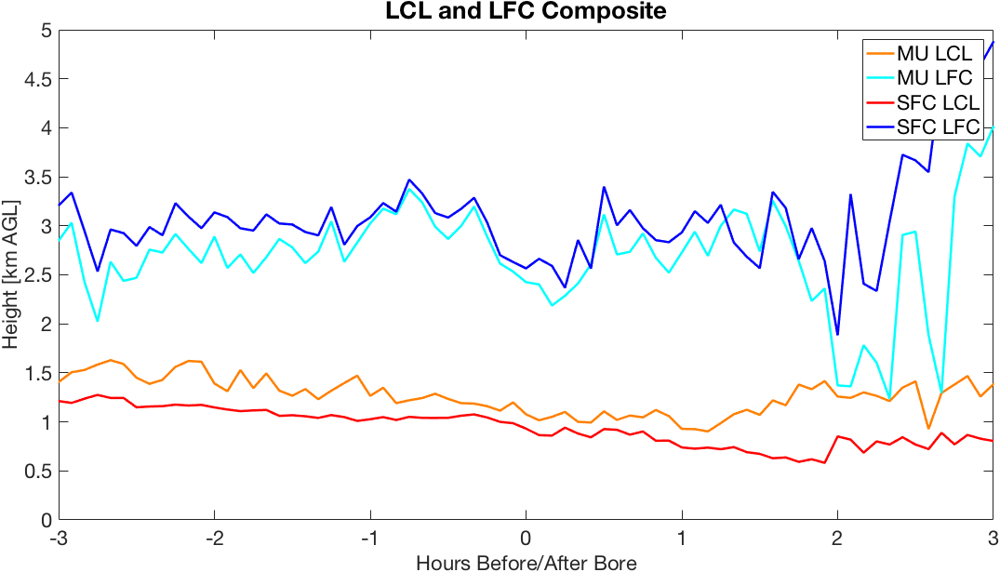 LCL and LFC Composite
5
4.5
4
3.5
3
2.5
2
1.5
1
0.5
0
Height [km AGL]
MU LCL
MU LFC
SFC LCL
SFC LFC
-3
-2
-1
0
1
2
3
Hours Before/After Bore